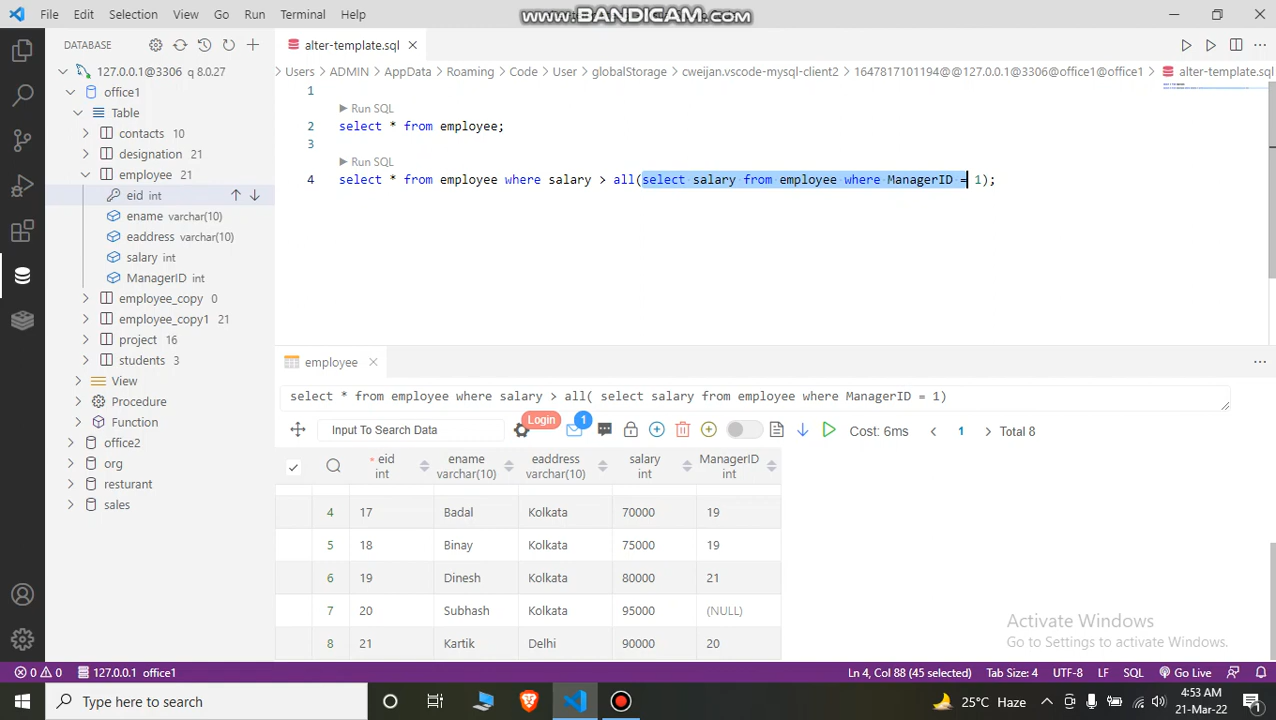 File Edit Selection View Go Run Terminal Help
www.BANDICAM.com
DATABASE
alter-template.sql
127.0.0.1@3306 q 8.0.27
Users ADMIN AppData Roaming Code User globalStorage cweijan.vscode-mysql-client2 1647817101194@@127.0.0.1@3306@office1@office1 alter-template.sql
office1
Table
contacts 10
designation 21
employee 21
eid int
ename varchar(10)
eaddress varchar(10)
salary int
ManagerID int
employee_copy 0
employee_copy1 21
project 16
students 3
View
Procedure
Function
office2
org
resturant
sales
1
Run SQL
2 select * from employee;
3
Run SQL
4 select * from employee where salary > all(select salary from employee where ManagerID = 1);
employee
select * from employee where salary > all( select salary from employee where ManagerID = 1)
Input To Search Data Login 1 Cost: 6ms 1 Total 8
* eid ename eaddress salary ManagerID
int varchar(10) varchar(10) int int
4 17 Badal Kolkata 70000 19
5 18 Binay Kolkata 75000 19
6 19 Dinesh Kolkata 80000 21
7 20 Subhash Kolkata 95000 (NULL)
8 21 Kartik Delhi 90000 20
Activate Windows
Go to Settings to activate Windows.
0 0 127.0.0.1 office1 Ln 4, Col 88 (45 selected) Tab Size: 4 UTF-8 LF SQL Go Live
Type here to search
25°C Haze
4:53 AM
21-Mar-22
1